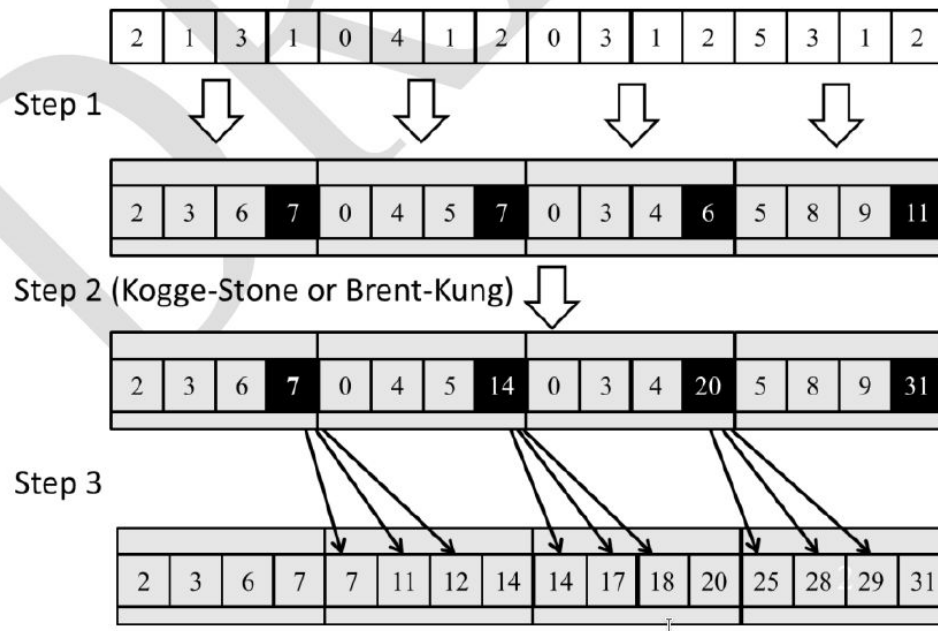 2 1 3 1 0 4 1 2 0 3 1 2 5 3 1 2
Step 1
2 3 6 7 0 4 5 7 0 3 4 6 5 8 9 11
Step 2 (Kogge-Stone or Brent-Kung)
2 3 6 7 0 4 5 14 0 3 4 20 5 8 9 31
Step 3
2 3 6 7 7 11 12 14 14 17 18 20 25 28 29 31